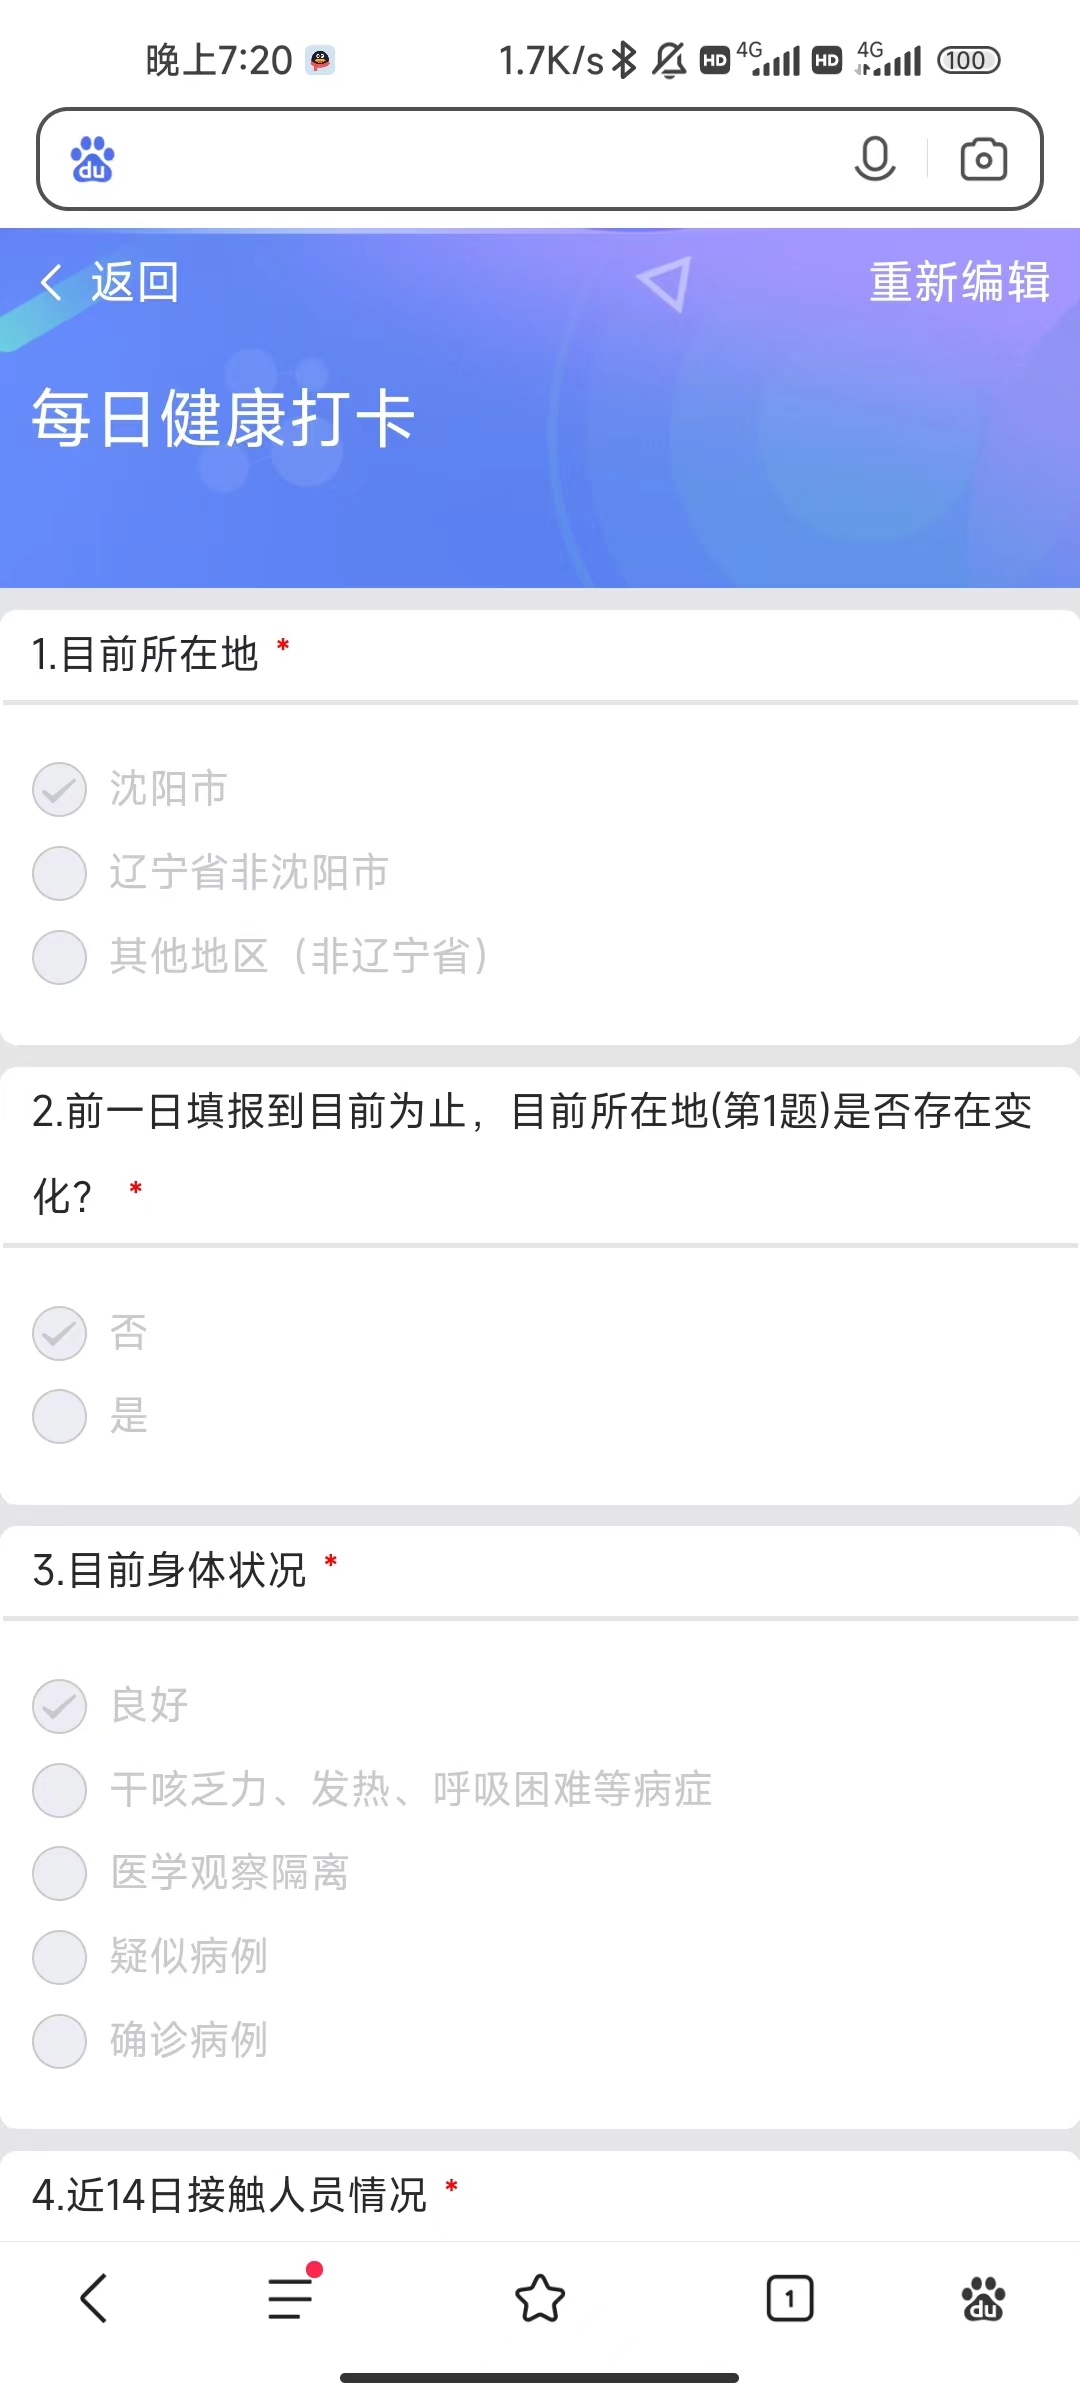 晚上7:20
1.7K/s HD 4G HD 4G 100
du
返回
重新编辑
每日健康打卡
1.目前所在地 *
沈阳市
辽宁省非沈阳市
其他地区（非辽宁省）
2.前一日填报到目前为止，目前所在地(第1题)是否存在变
化？ *
否
是
3.目前身体状况 *
良好
干咳乏力、发热、呼吸困难等病症
医学观察隔离
疑似病例
确诊病例
4.近14日接触人员情况 *
1
du